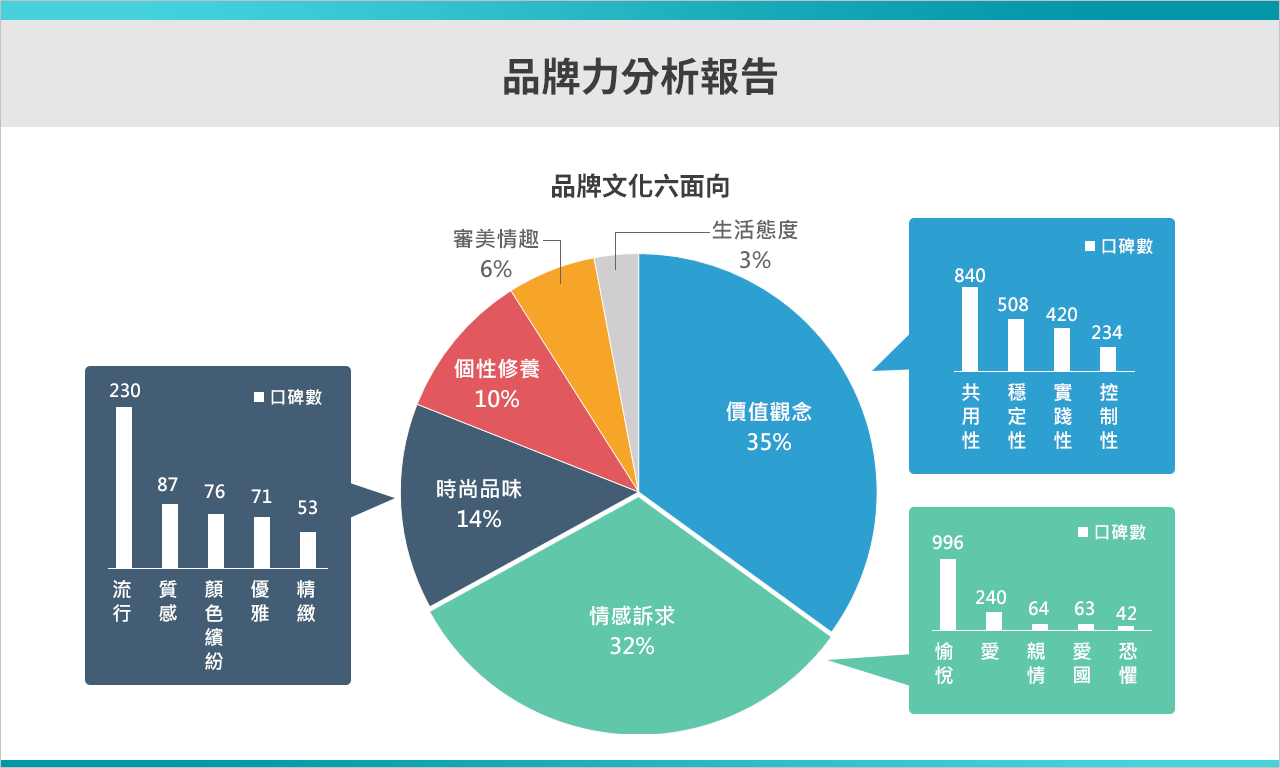 品牌力分析報告
品牌文化六面向
審美情趣
6%
生活態度
3%
個性修養
10%
價值觀念
35%
時尚品味
14%
情感訴求
32%
口碑數
230
87
76
71
53
流行
質感
顏色繽紛
優雅
精緻
口碑數
840
508
420
234
共用性
穩定性
實踐性
控制性
口碑數
996
240
64
63
42
愉悅
愛
親情
愛國
恐懼